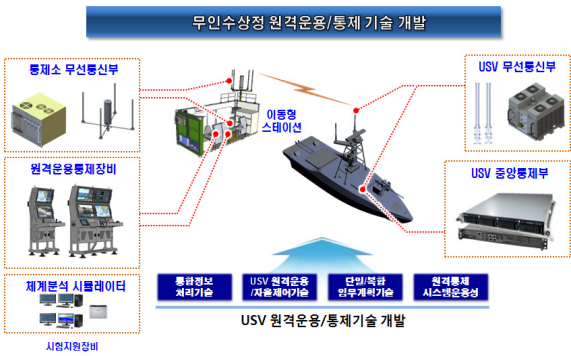 무인수상정 원격운용/통제 기술 개발
통제소 무선통신부
이동형
스테이션
USV 무선통신부
원격운용통제장비
USV 중앙통제부
체계분석 시뮬레이터
시험지원장비
통합정보
처리기술
USV 원격운용
/자율제어기술
단일/복합
임무계획기술
원격통제
시스템운용성
USV 원격운용/통제기술 개발